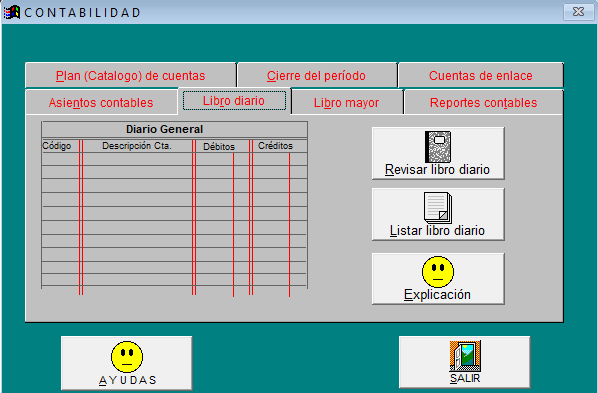 CONTABILIDAD
Plan (Catalogo) de cuentas
Cierre del período
Cuentas de enlace
Asientos contables
Libro diario
Libro mayor
Reportes contables
Diario General
Código
Descripción Cta.
Débitos
Créditos
Revisar libro diario
Listar libro diario
Explicación
AYUDAS
SALIR